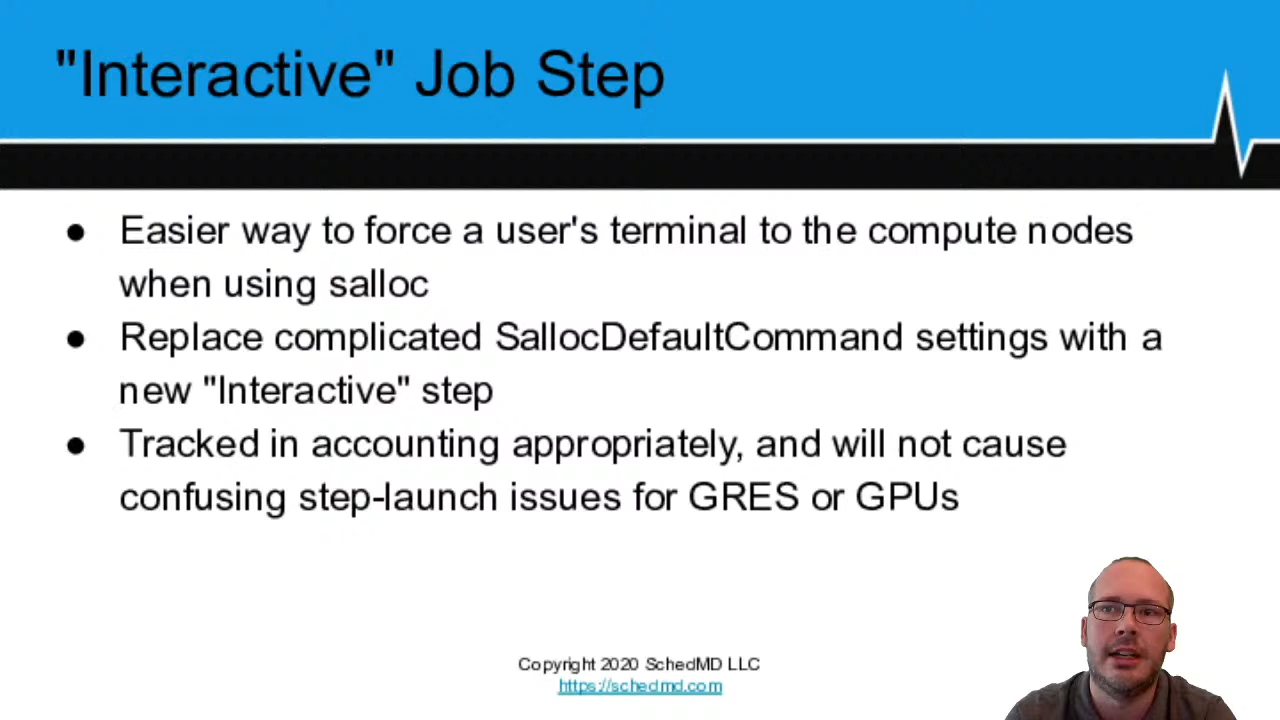 "Interactive" Job Step
● Easier way to force a user's terminal to the compute nodes
when using salloc
● Replace complicated SallocDefaultCommand settings with a
new "Interactive" step
● Tracked in accounting appropriately, and will not cause
confusing step-launch issues for GRES or GPUs
Copyright 2020 SchedMD LLC
https://schedmd.com